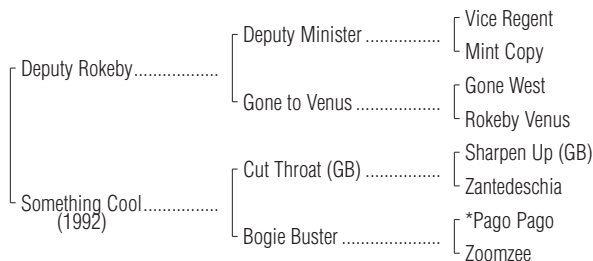 Vice Regent
Deputy Minister .................
Mint Copy
Deputy Rokeby...................
Gone West
Gone to Venus ...................
Rokeby Venus
Sharpen Up (GB)
Cut Throat (GB) .................
Zantedeschia
Something Cool.................
(1992)
*Pago Pago
Bogie Buster ......................
Zoomzee